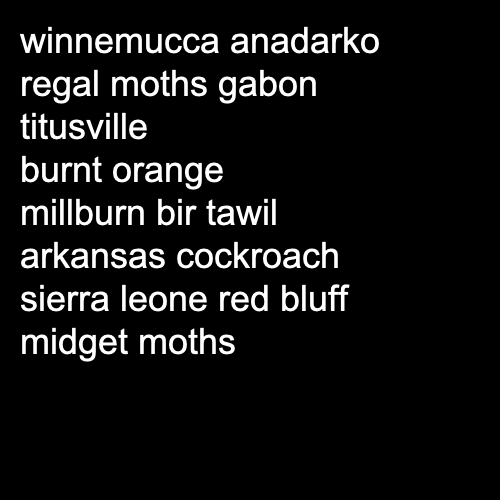 winnemucca anadarko
regal moths gabon
titusville
burnt orange
millburn bir tawil
arkansas cockroach
sierra leone red bluff
midget moths